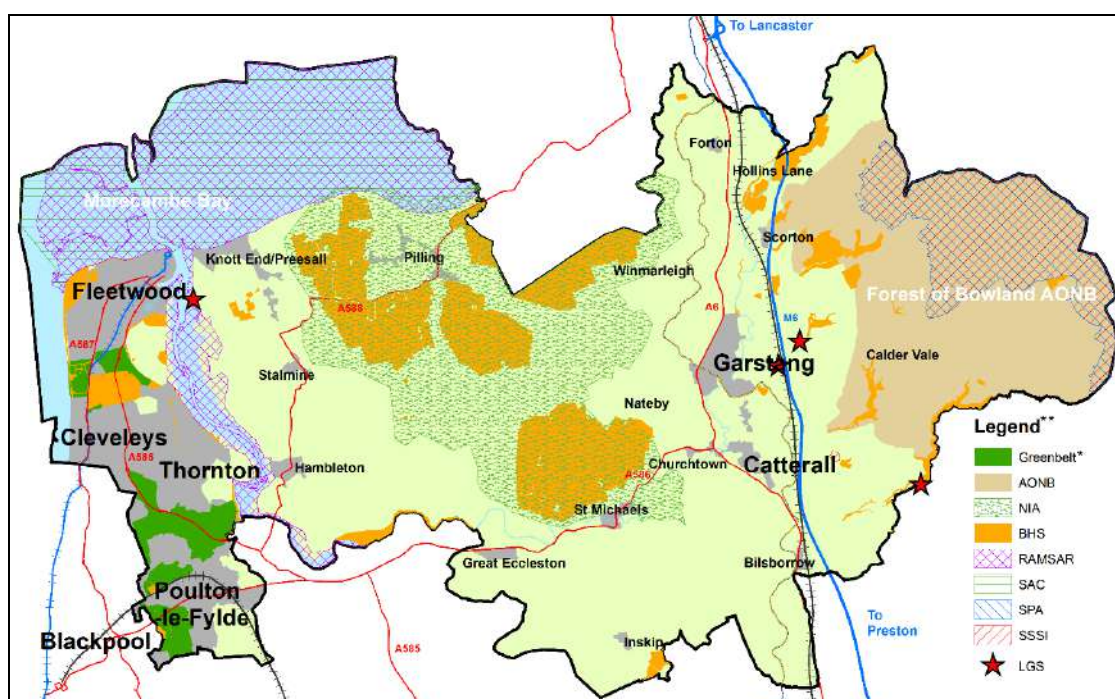 To Lancaster
Forton
Hollins Lane
Morecambe Bay
Scorton
Knott End/Preesall
Pilling
Winmarleigh
Fleetwood
A588
A6
Forest of Bowland AONB
M6
A587
Garstang
Calder Vale
Stalmine
Nateby
Cleveleys
A585
Thornton
Hambleton
A586
Churchtown
Catterall
St Michaels
Great Eccleston
Bilsborrow
Poulton
-le-Fylde
Blackpool
A585
Inskip
To
Preston
Legend**
Greenbelt*
AONB
NIA
BHS
RAMSAR
SAC
SPA
SSSI
LGS